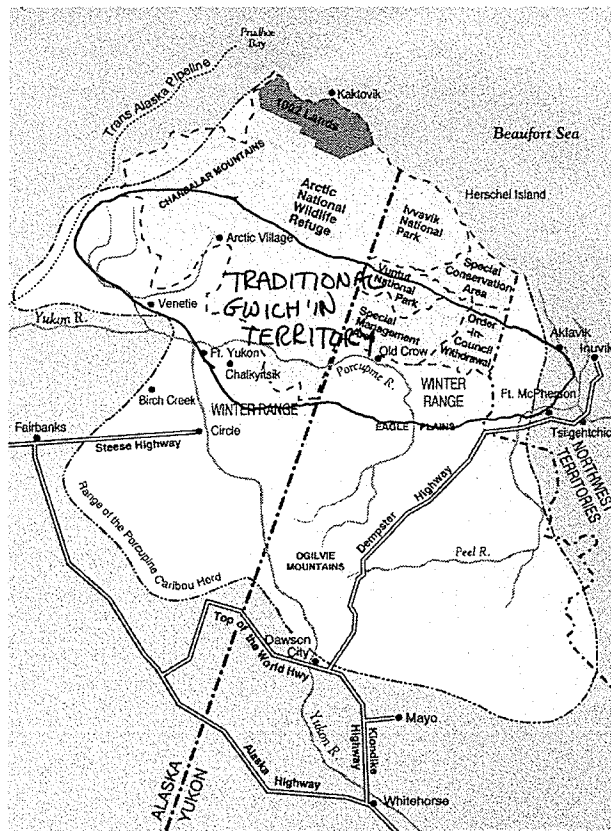 Prudhoe
Bay
Trans Alaska Pipeline
Kaktovik
1002 Lands
Beaufort Sea
CHANDALAR MOUNTAINS
Herschel Island
Arctic
National
Wildlife
Refuge
Ivvavik
National
Park
Special
Conservation
Area
Arctic Village
Vuntut
National
Park
TRADITIONAL
GWICH'IN
TERRITORY
Special
Management
Order-
in-
Council
Withdrawal
Venetie
Yukon R.
Aklavik
Inuvik
Ft. Yukon
Old Crow
Chalkyitsik
Porcupine R.
WINTER
RANGE
Ft. McPherson
Birch Creek
WINTER RANGE
EAGLE PLAINS
Tsiigehtchic
Fairbanks
Circle
Steese Highway
NORTHWEST
TERRITORIES
Dempster Highway
Range of the Porcupine
Caribou Herd
OGILVIE
MOUNTAINS
Peel R.
Top of the World Hwy
Dawson
City
Yukon R.
Mayo
Klondike
Highway
Alaska
Highway
ALASKA
YUKON
Whitehorse